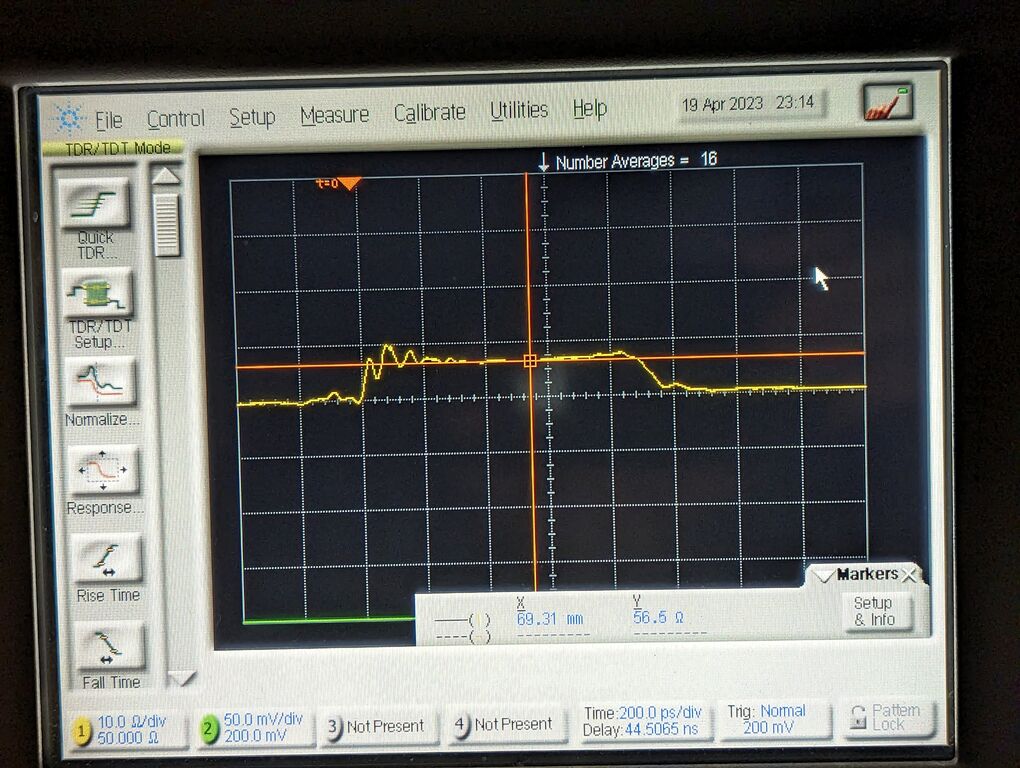 File Control Setup Measure Calibrate Utilities Help
19 Apr 2023 23:14
TDR/TDT Mode
Number Averages = 16
t=0
Quick
TDR...
TDR/TDT
Setup...
Normalize...
Response...
Rise Time
Fall Time
Markers
X
Y
(1)
69.31 mm
56.5 Ω
Setup
& Info
1
10.0 Ω/div
50.000 Ω
2
50.0 mV/div
200.0 mV
3 Not Present
4 Not Present
Time:200.0 ps/div
Delay:44.5065 ns
Trig: Normal
200 mV
Pattern
Lock